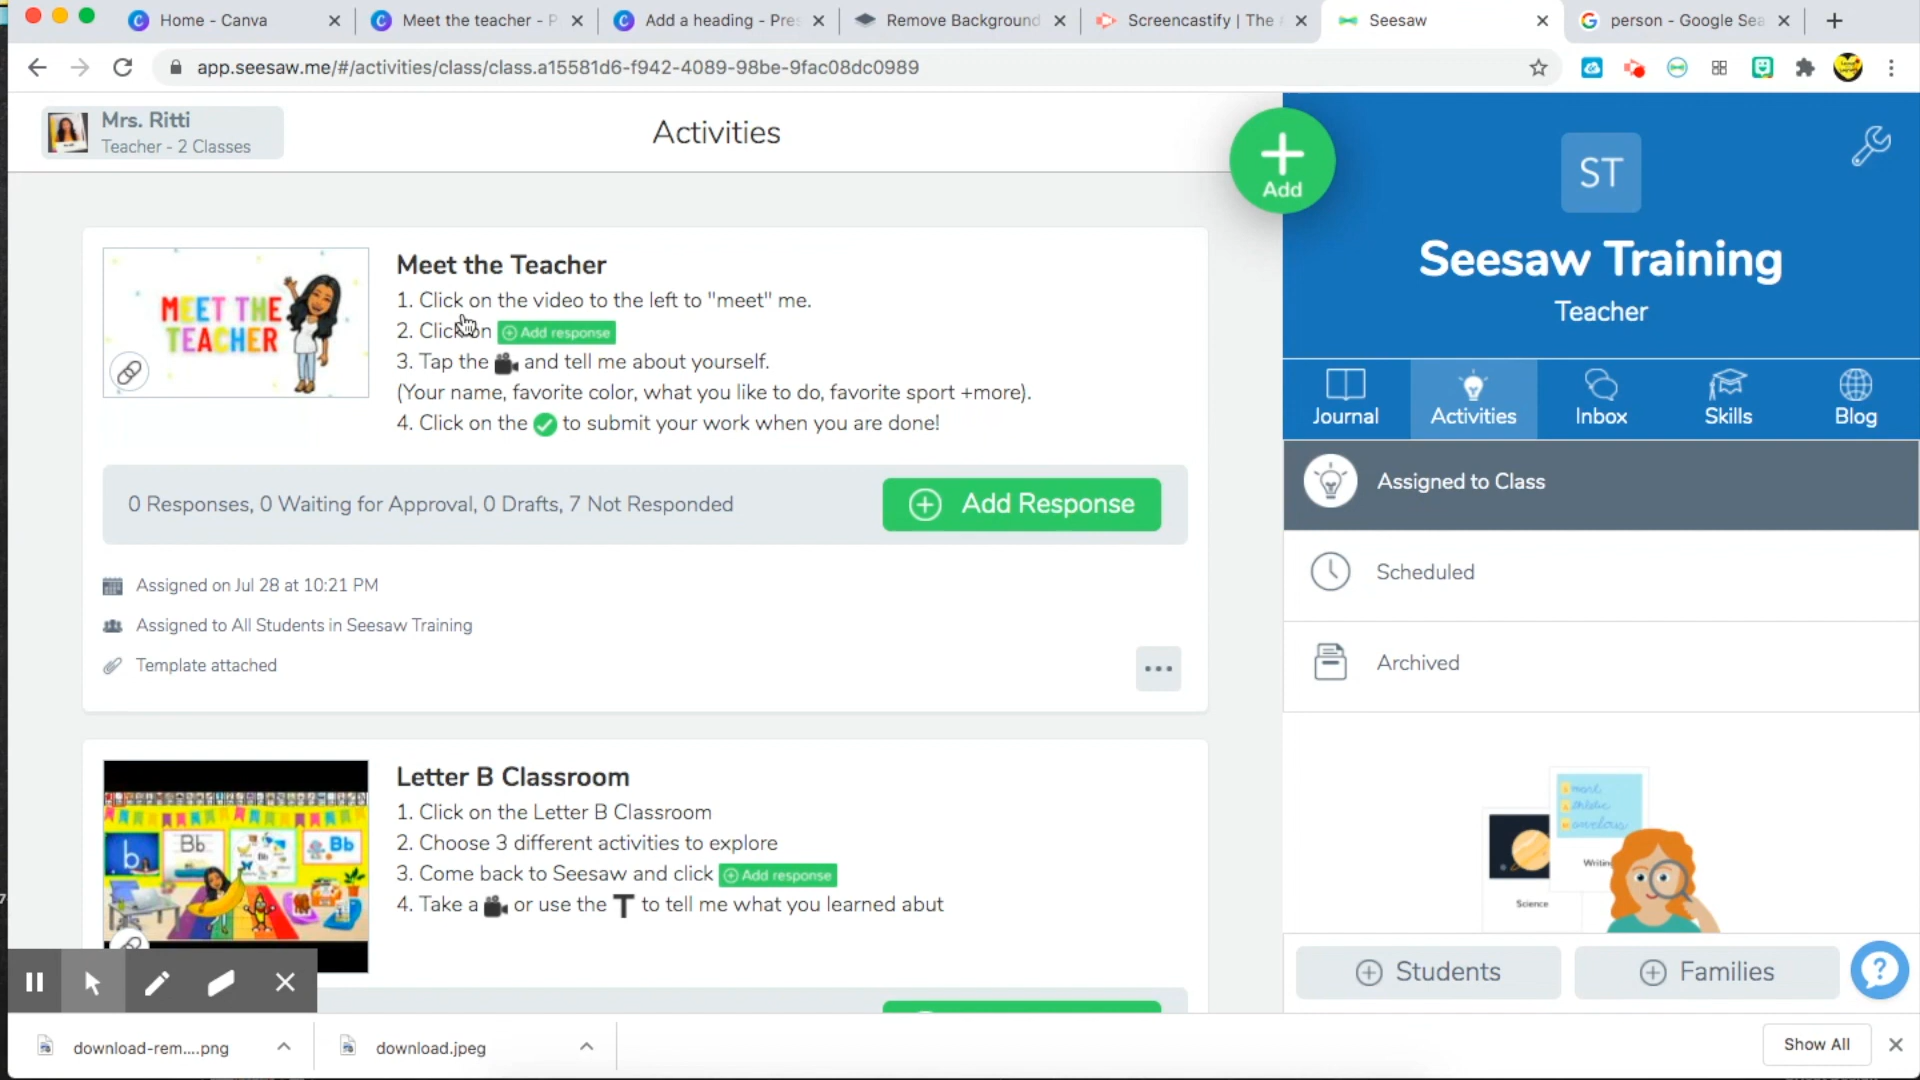 Home - Canva
Meet the teacher - P
Add a heading - Pres
Remove Background
Screencastify | The
Seesaw
person - Google Sea
app.seesaw.me/#/activities/class/class.a15581d6-f942-4089-98be-9fac08dc0989
Mrs. Ritti
Teacher - 2 Classes
Activities
Add
MEET THE
TEACHER
Meet the Teacher
1. Click on the video to the left to "meet" me.
2. Click on Add response
3. Tap the and tell me about yourself.
(Your name, favorite color, what you like to do, favorite sport +more).
4. Click on the to submit your work when you are done!
0 Responses, 0 Waiting for Approval, 0 Drafts, 7 Not Responded
Add Response
Assigned on Jul 28 at 10:21 PM
Assigned to All Students in Seesaw Training
Template attached
Letter B Classroom
1. Click on the Letter B Classroom
2. Choose 3 different activities to explore
3. Come back to Seesaw and click Add response
4. Take a or use the T to tell me what you learned abut
b
Bb
Bb
Bb
ST
Seesaw Training
Teacher
Journal
Activities
Inbox
Skills
Blog
Assigned to Class
Scheduled
Archived
Science
Students
Families
?
download-rem....png
download.jpeg
Show All